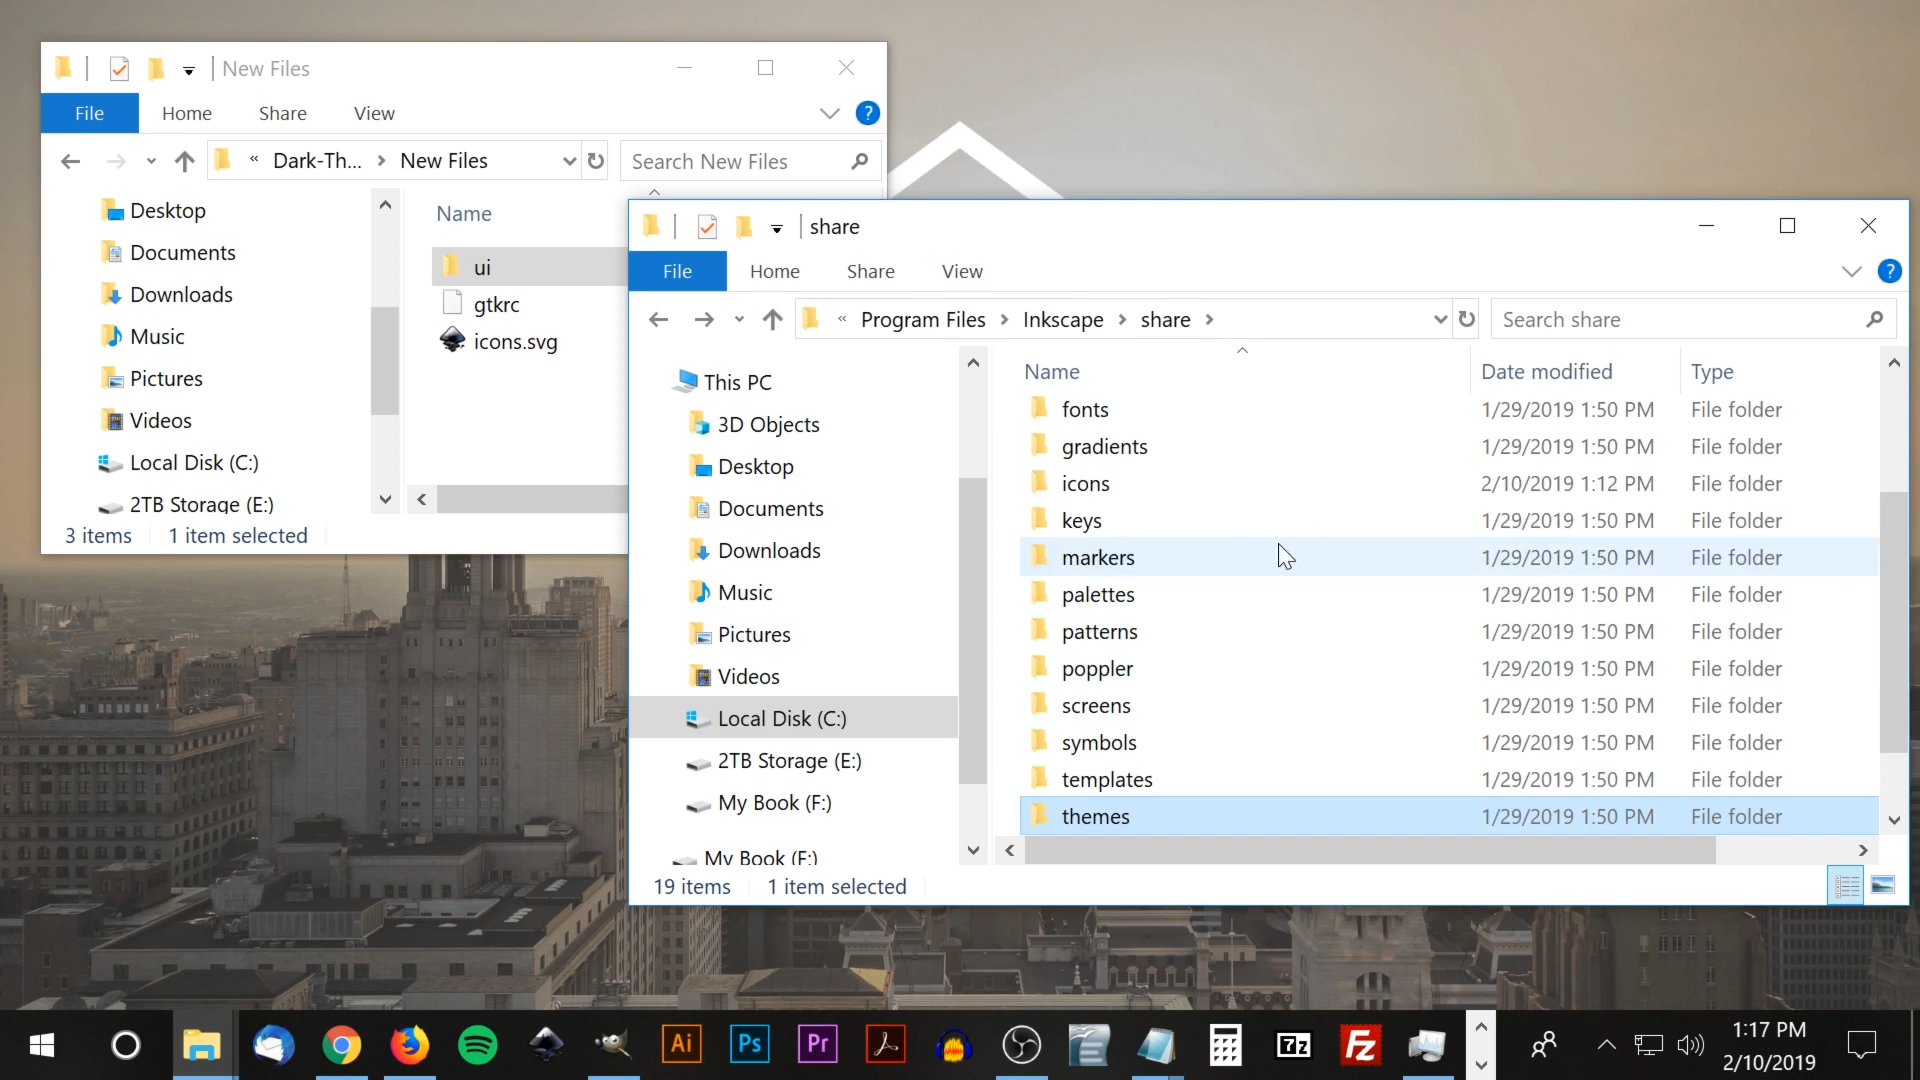 New Files
File Home Share View ?
« Dark-Th... > New Files
Search New Files
Desktop
Documents
Downloads
Music
Pictures
Videos
Local Disk (C:)
2TB Storage (E:)
Name
ui
gtkrc
icons.svg
3 items 1 item selected
share
File Home Share View ?
« Program Files > Inkscape > share >
Search share
This PC
3D Objects
Desktop
Documents
Downloads
Music
Pictures
Videos
Local Disk (C:)
2TB Storage (E:)
My Book (F:)
My Book (F:)
Name Date modified Type
fonts 1/29/2019 1:50 PM File folder
gradients 1/29/2019 1:50 PM File folder
icons 2/10/2019 1:12 PM File folder
keys 1/29/2019 1:50 PM File folder
markers 1/29/2019 1:50 PM File folder
palettes 1/29/2019 1:50 PM File folder
patterns 1/29/2019 1:50 PM File folder
poppler 1/29/2019 1:50 PM File folder
screens 1/29/2019 1:50 PM File folder
symbols 1/29/2019 1:50 PM File folder
templates 1/29/2019 1:50 PM File folder
themes 1/29/2019 1:50 PM File folder
19 items 1 item selected
Ai Ps Pr 7z Fz
1:17 PM
2/10/2019